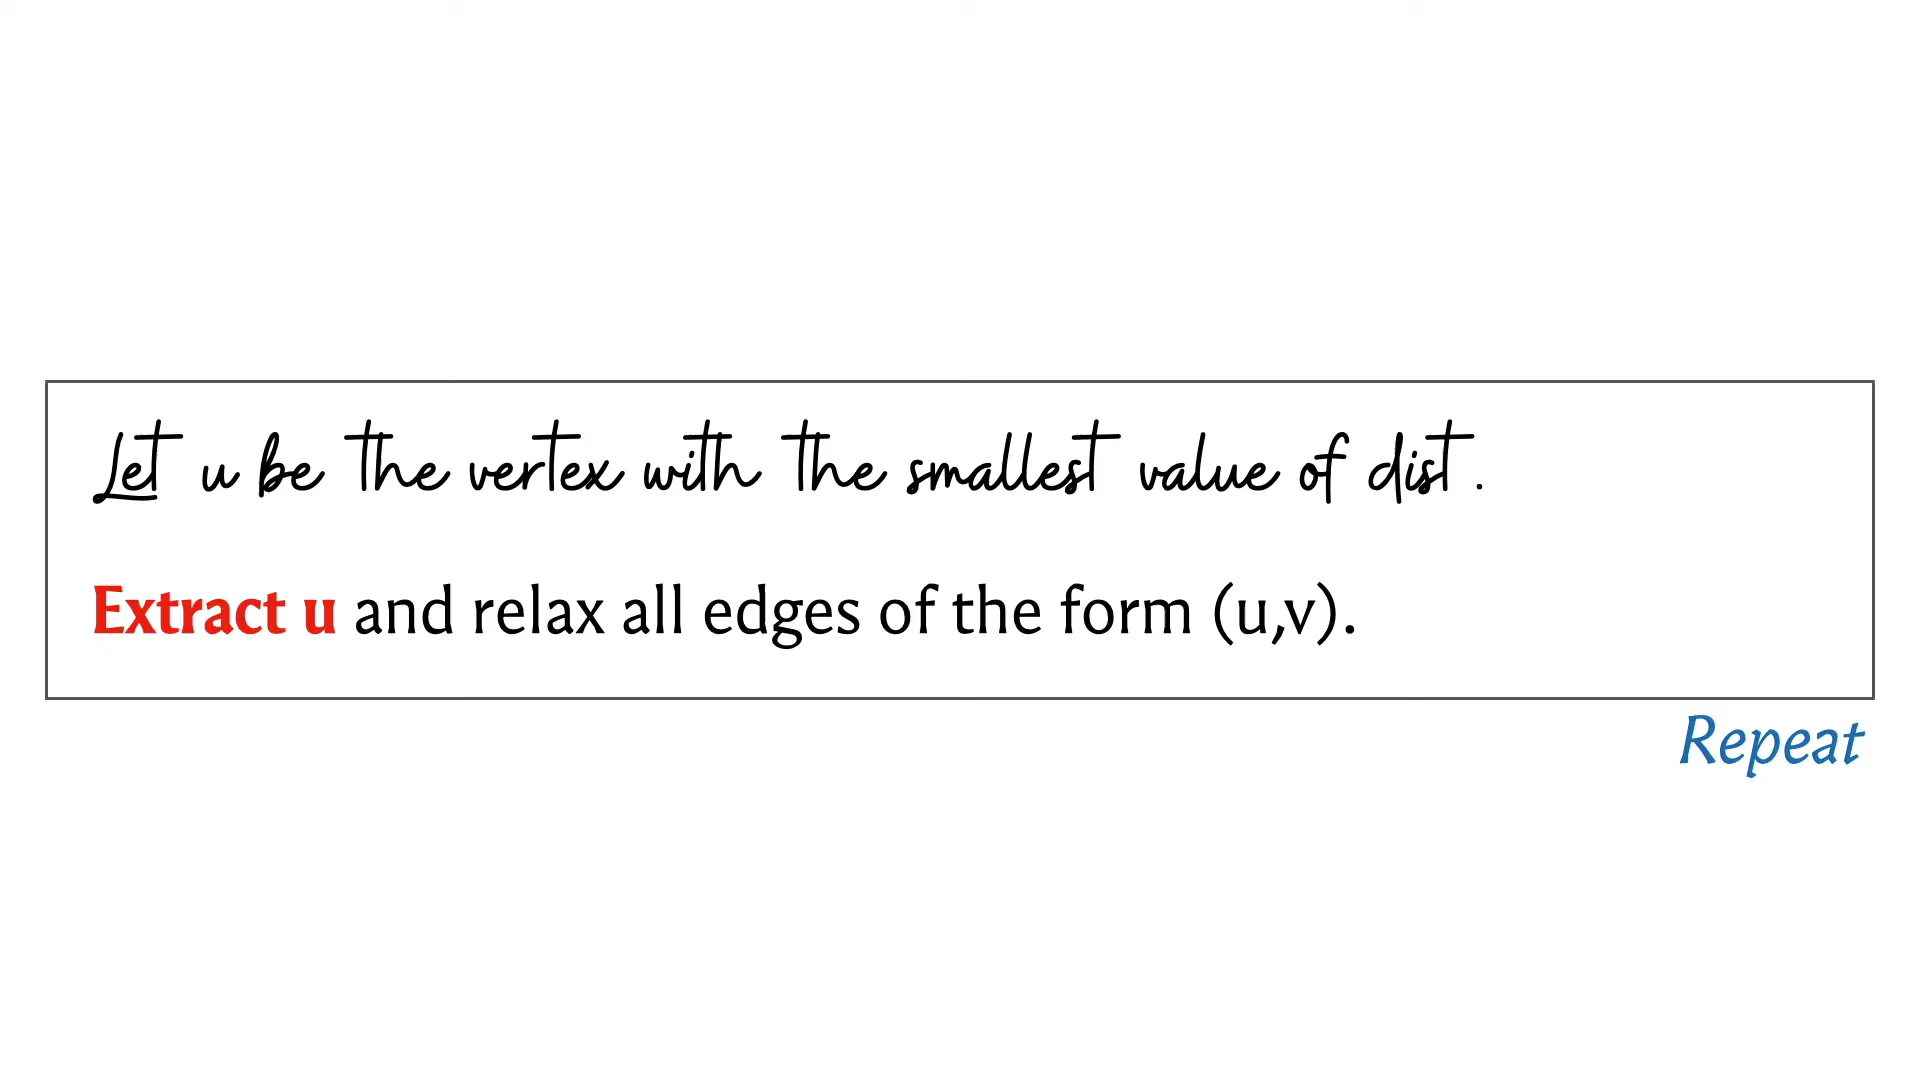 Let u be the vertex with the smallest value of dist.
Extract u and relax all edges of the form (u,v).
Repeat